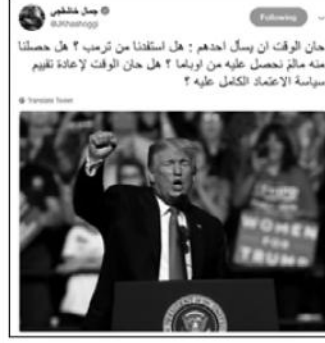 جمال خاشقجي
@JKhashoggi
Following
حان الوقت ان يسأل احدهم : هل استفدنا من ترمب ؟ هل حصلنا
منه مالم نحصل عليه من اوباما ؟ هل حان الوقت لإعادة تقييم
سياسة الاعتماد الكامل عليه ؟
Translate Tweet
WOMEN
FOR
TRUMP